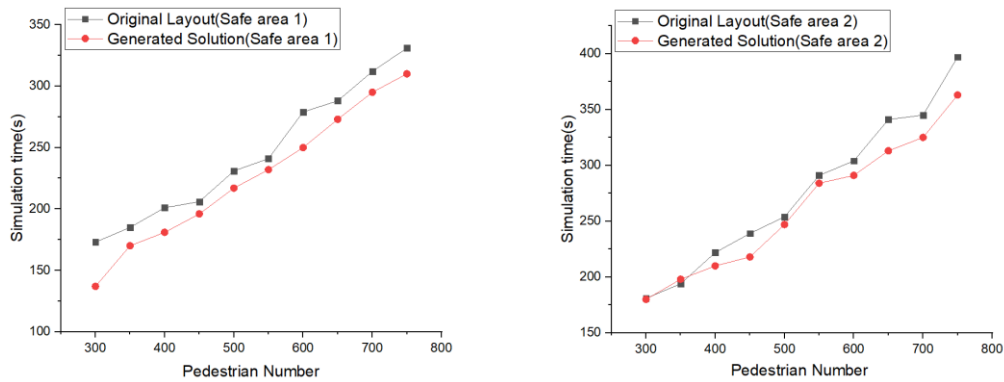 Original Layout(Safe area 1)
Generated Solution(Safe area 1)
350
300
250
200
150
100
Simulation time(s)
300 400 500 600 700 800
Pedestrian Number
Original Layout(Safe area 2)
Generated Solution(Safe area 2)
400
350
300
250
200
150
Simulation time(s)
300 400 500 600 700 800
Pedestrian Number